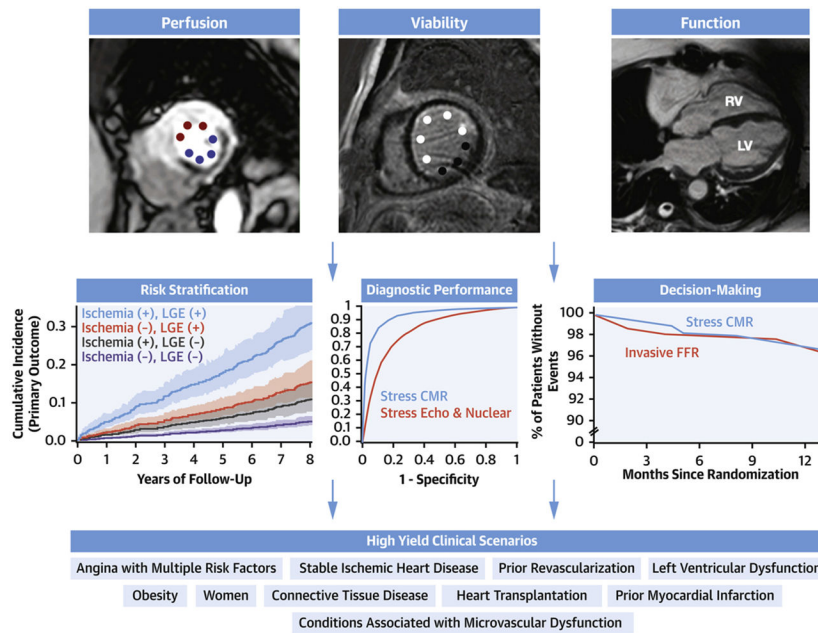 Perfusion
Viability
Function
RV
LV
Risk Stratification
Ischemia (+), LGE (+)
Ischemia (–), LGE (+)
Ischemia (+), LGE (–)
Ischemia (–), LGE (–)
Cumulative Incidence
(Primary Outcome)
0.3
0.2
0.1
0.0
0 1 2 3 4 5 6 7 8
Years of Follow-Up
Diagnostic Performance
1
0.9
0.8
0.7
0.6
0.5
0.4
0.3
0.2
0.1
0
Stress CMR
Stress Echo & Nuclear
0 0.2 0.4 0.6 0.8 1
1 - Specificity
Decision-Making
% of Patients Without
Events
100
98
96
94
92
90
0
Stress CMR
Invasive FFR
0 3 6 9 12
Months Since Randomization
High Yield Clinical Scenarios
Angina with Multiple Risk Factors Stable Ischemic Heart Disease Prior Revascularization Left Ventricular Dysfunction
Obesity Women Connective Tissue Disease Heart Transplantation Prior Myocardial Infarction
Conditions Associated with Microvascular Dysfunction